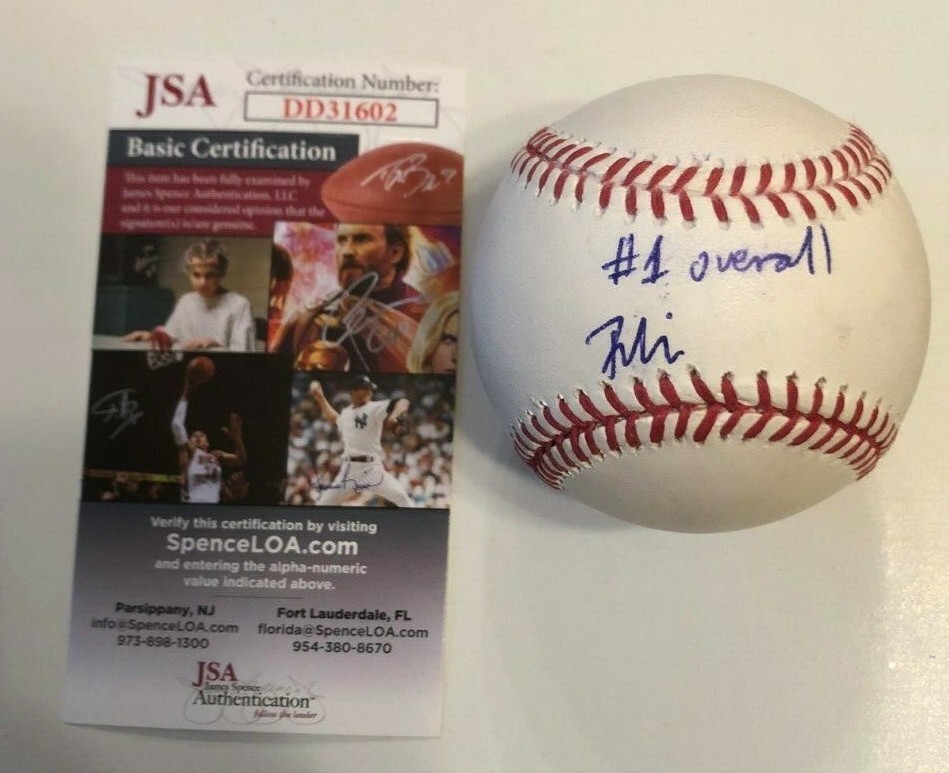 JSA
Certification Number:
DD31602
Basic Certification
This item has been fully examined by
James Spence Authentication, LLC
and it is our considered opinion that the
signature(s) is/are genuine.
#1 overall
Verify this certification by visiting
SpenceLOA.com
and entering the alpha-numeric
value indicated above.
Parsippany, NJ
info@SpenceLOA.com
973-898-1300
Fort Lauderdale, FL
florida@SpenceLOA.com
954-380-8670
JSA
James Spence
Authentication
follow the leader